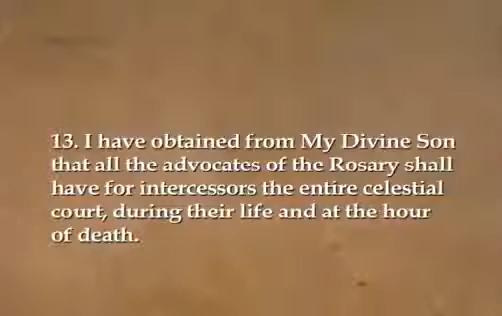 13. I have obtained from My Divine Son
that all the advocates of the Rosary shall
have for intercessors the entire celestial
court, during their life and at the hour
of death.